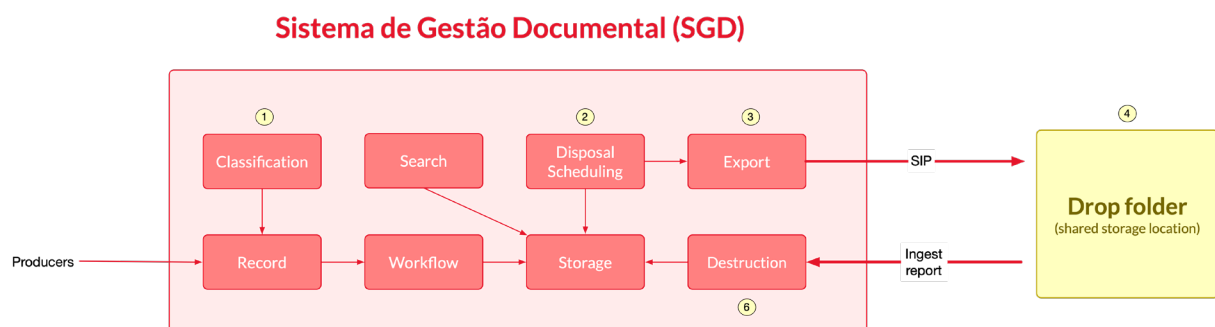 Sistema de Gestão Documental (SGD)
1
2
3
4
Classification
Search
Disposal
Scheduling
Export
SIP
Drop folder
(shared storage location)
Producers
Record
Workflow
Storage
Destruction
Ingest
report
6